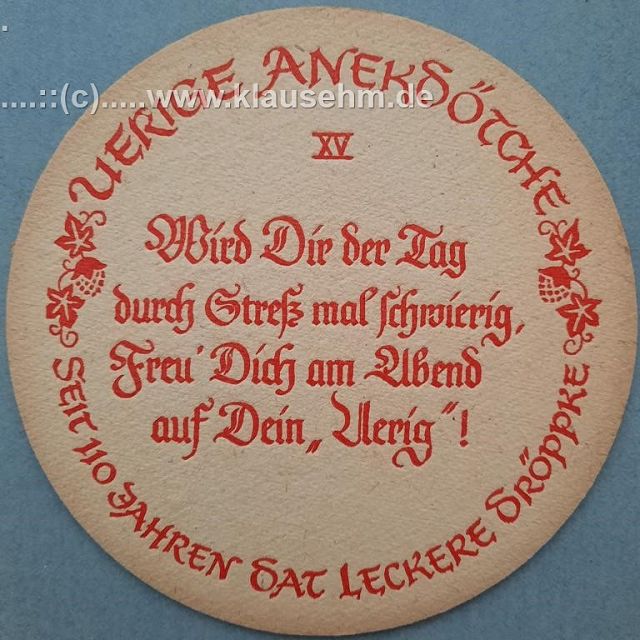 .....::(c).....www.klausehm.de
UERIGE ANEKDÖTCHE
XV
Wird Dir der Tag
durch Streß mal schwierig,
Freu' Dich am Abend
auf Dein „Uerig“!
SEIT 110 JAHREN DAT LECKERE DRÖPPKE